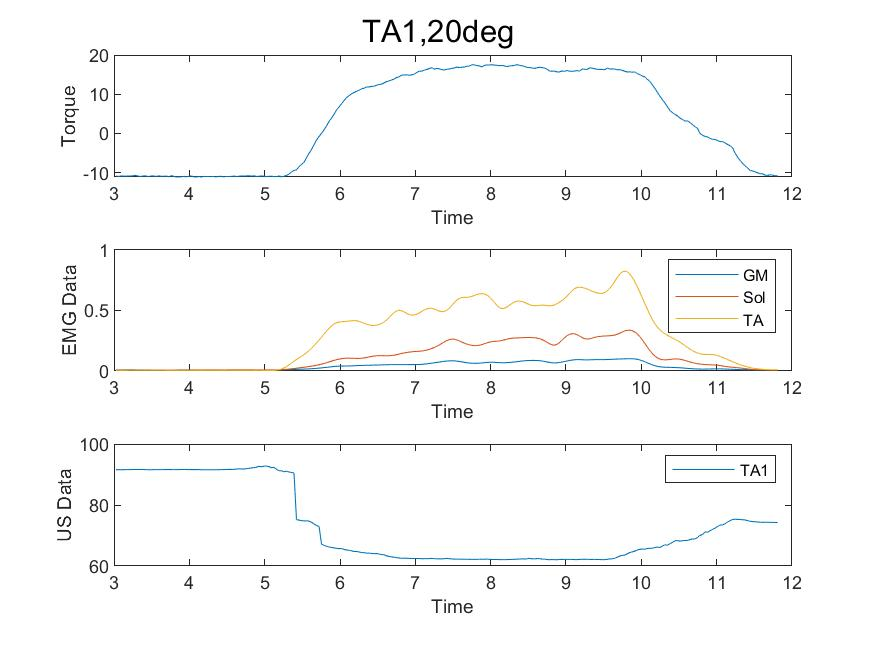 TA1,20deg
20
10
0
-10
Torque
3 4 5 6 7 8 9 10 11 12
Time
1
0.5
0
EMG Data
GM
Sol
TA
3 4 5 6 7 8 9 10 11 12
Time
100
80
60
US Data
TA1
3 4 5 6 7 8 9 10 11 12
Time